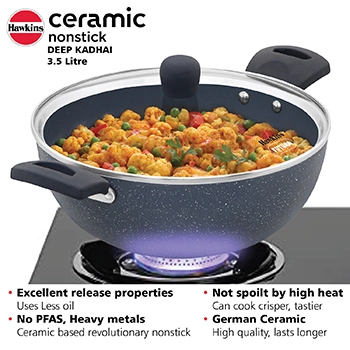 Hawkins
ceramic
nonstick
DEEP KADHAI
3.5 Litre
• Excellent release properties
Uses Less oil
• No PFAS, Heavy metals
Ceramic based revolutionary nonstick
• Not spoilt by high heat
Can cook crisper, tastier
• German Ceramic
High quality, lasts longer